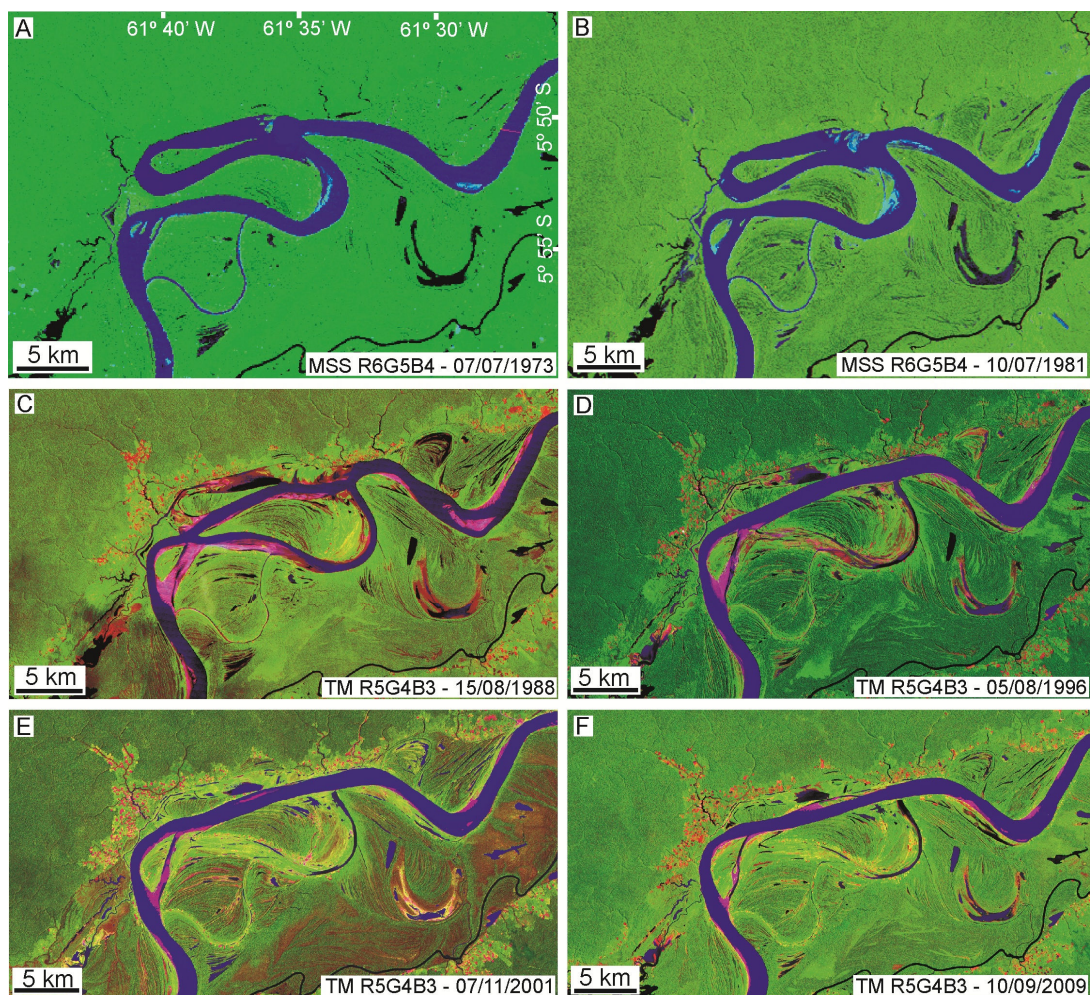 A
61° 40' W
61° 35' W
61° 30' W
5° 50' S
5° 55' S
5 km
MSS R6G5B4 - 07/07/1973
B
5 km
MSS R6G5B4 - 10/07/1981
C
5 km
TM R5G4B3 - 15/08/1988
D
5 km
TM R5G4B3 - 05/08/1996
E
5 km
TM R5G4B3 - 07/11/2001
F
5 km
TM R5G4B3 - 10/09/2009